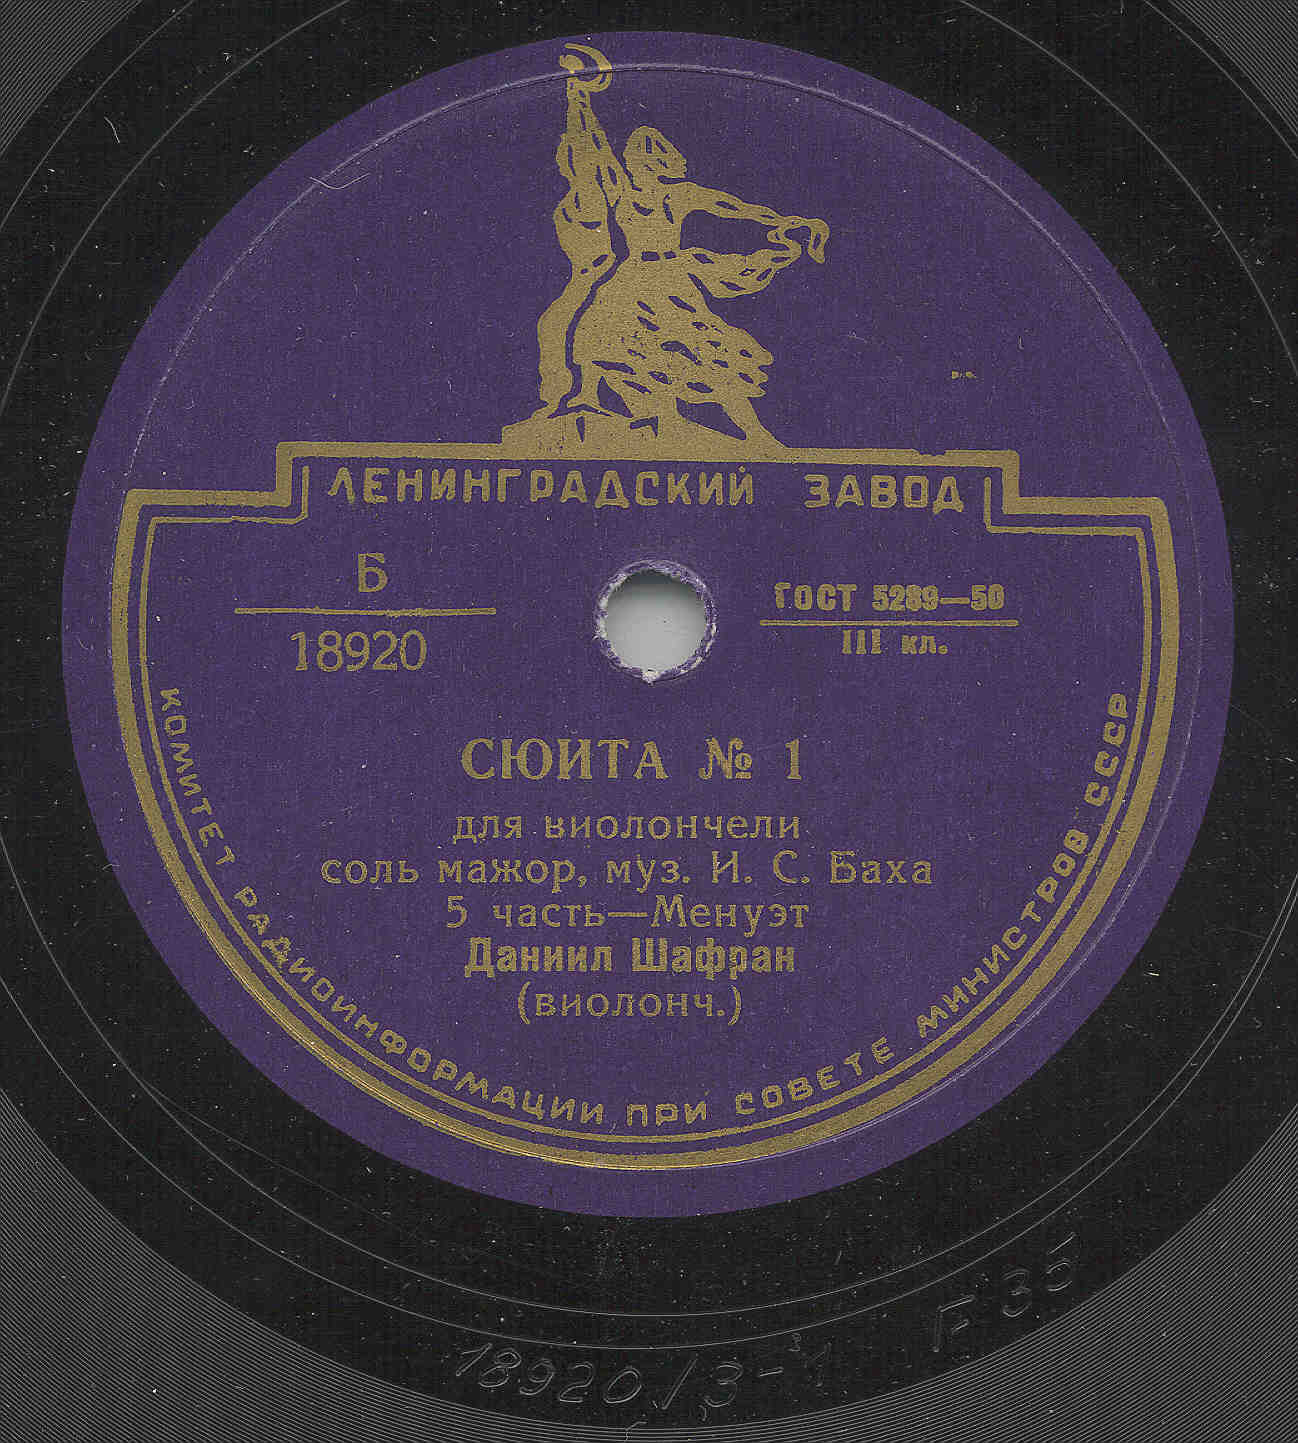 ЛЕНИНГРАДСКИЙ ЗАВОД
Б
18920
ГОСТ 5289—50
III кл.
СЮИТА № 1
для виолончели
соль мажор, муз. И. С. Баха
5 часть—Менуэт
Даниил Шафран
(виолонч.)
КОМИТЕТ РАДИОИНФОРМАЦИИ ПРИ СОВЕТЕ МИНИСТРОВ СССР
18920/3-1
F 35